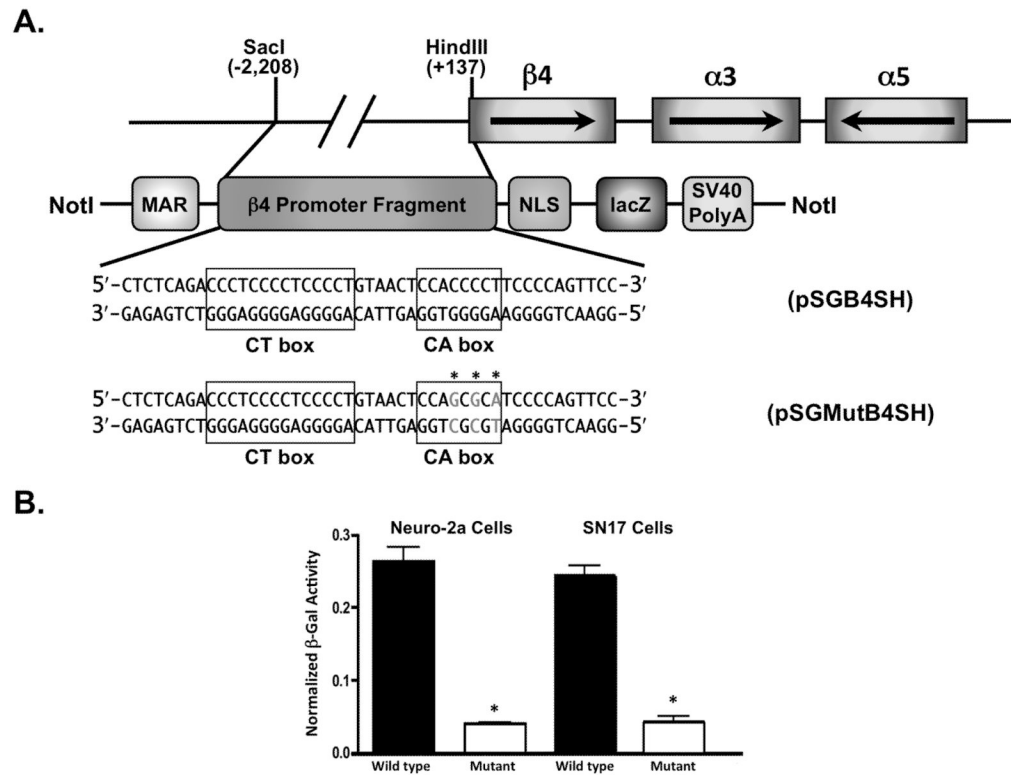 A.
SacI
(-2,208)
HindIII
(+137)
β4
α3
α5
NotI
MAR
β4 Promoter Fragment
NLS
lacZ
SV40
PolyA
NotI
5′-CTCTCAGACCCTCCCCTCCCCTGTAACTCCACCCCTTCCCCAGTTCC-3′
3′-GAGAGTCTGGGAGGGGAGGGGACATTGAGGTGGGGAAGGGGTCAAGG-5′
CT box
CA box
(pSGB4SH)
* * *
5′-CTCTCAGACCCTCCCCTCCCCTGTAACTCCAGCGCATCCCCAGTTCC-3′
3′-GAGAGTCTGGGAGGGGAGGGGACATTGAGGTCGCGTAGGGGTCAAGG-5′
CT box
CA box
(pSGMutB4SH)
B.
Neuro-2a Cells
SN17 Cells
Normalized β-Gal Activity
0.3
0.2
0.1
0.0
*
*
Wild type
Mutant
Wild type
Mutant